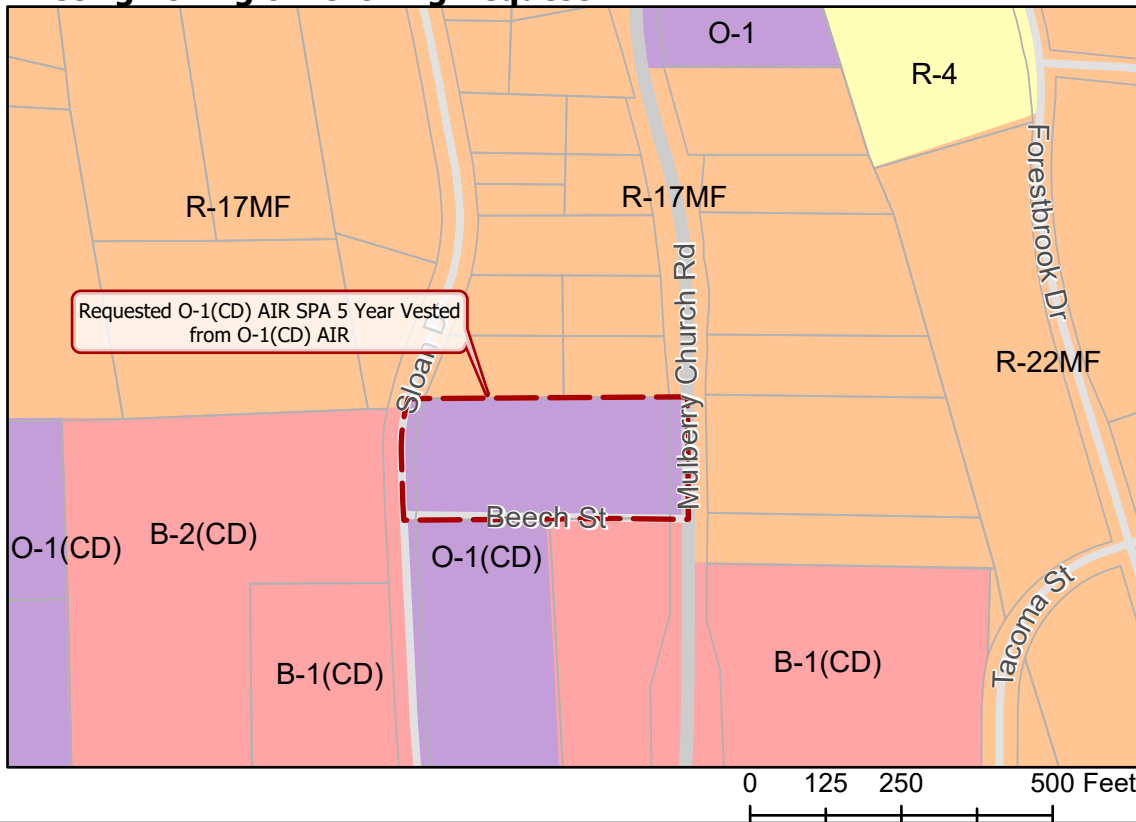 O-1
R-4
Forestbrook Dr
R-17MF
R-17MF
Mulberry Church Rd
Requested O-1(CD) AIR SPA 5 Year Vested
from O-1(CD) AIR
Sloan D
R-22MF
Beech St
O-1(CD)
B-2(CD)
O-1(CD)
Tacoma St
B-1(CD)
B-1(CD)
0 125 250 500 Feet